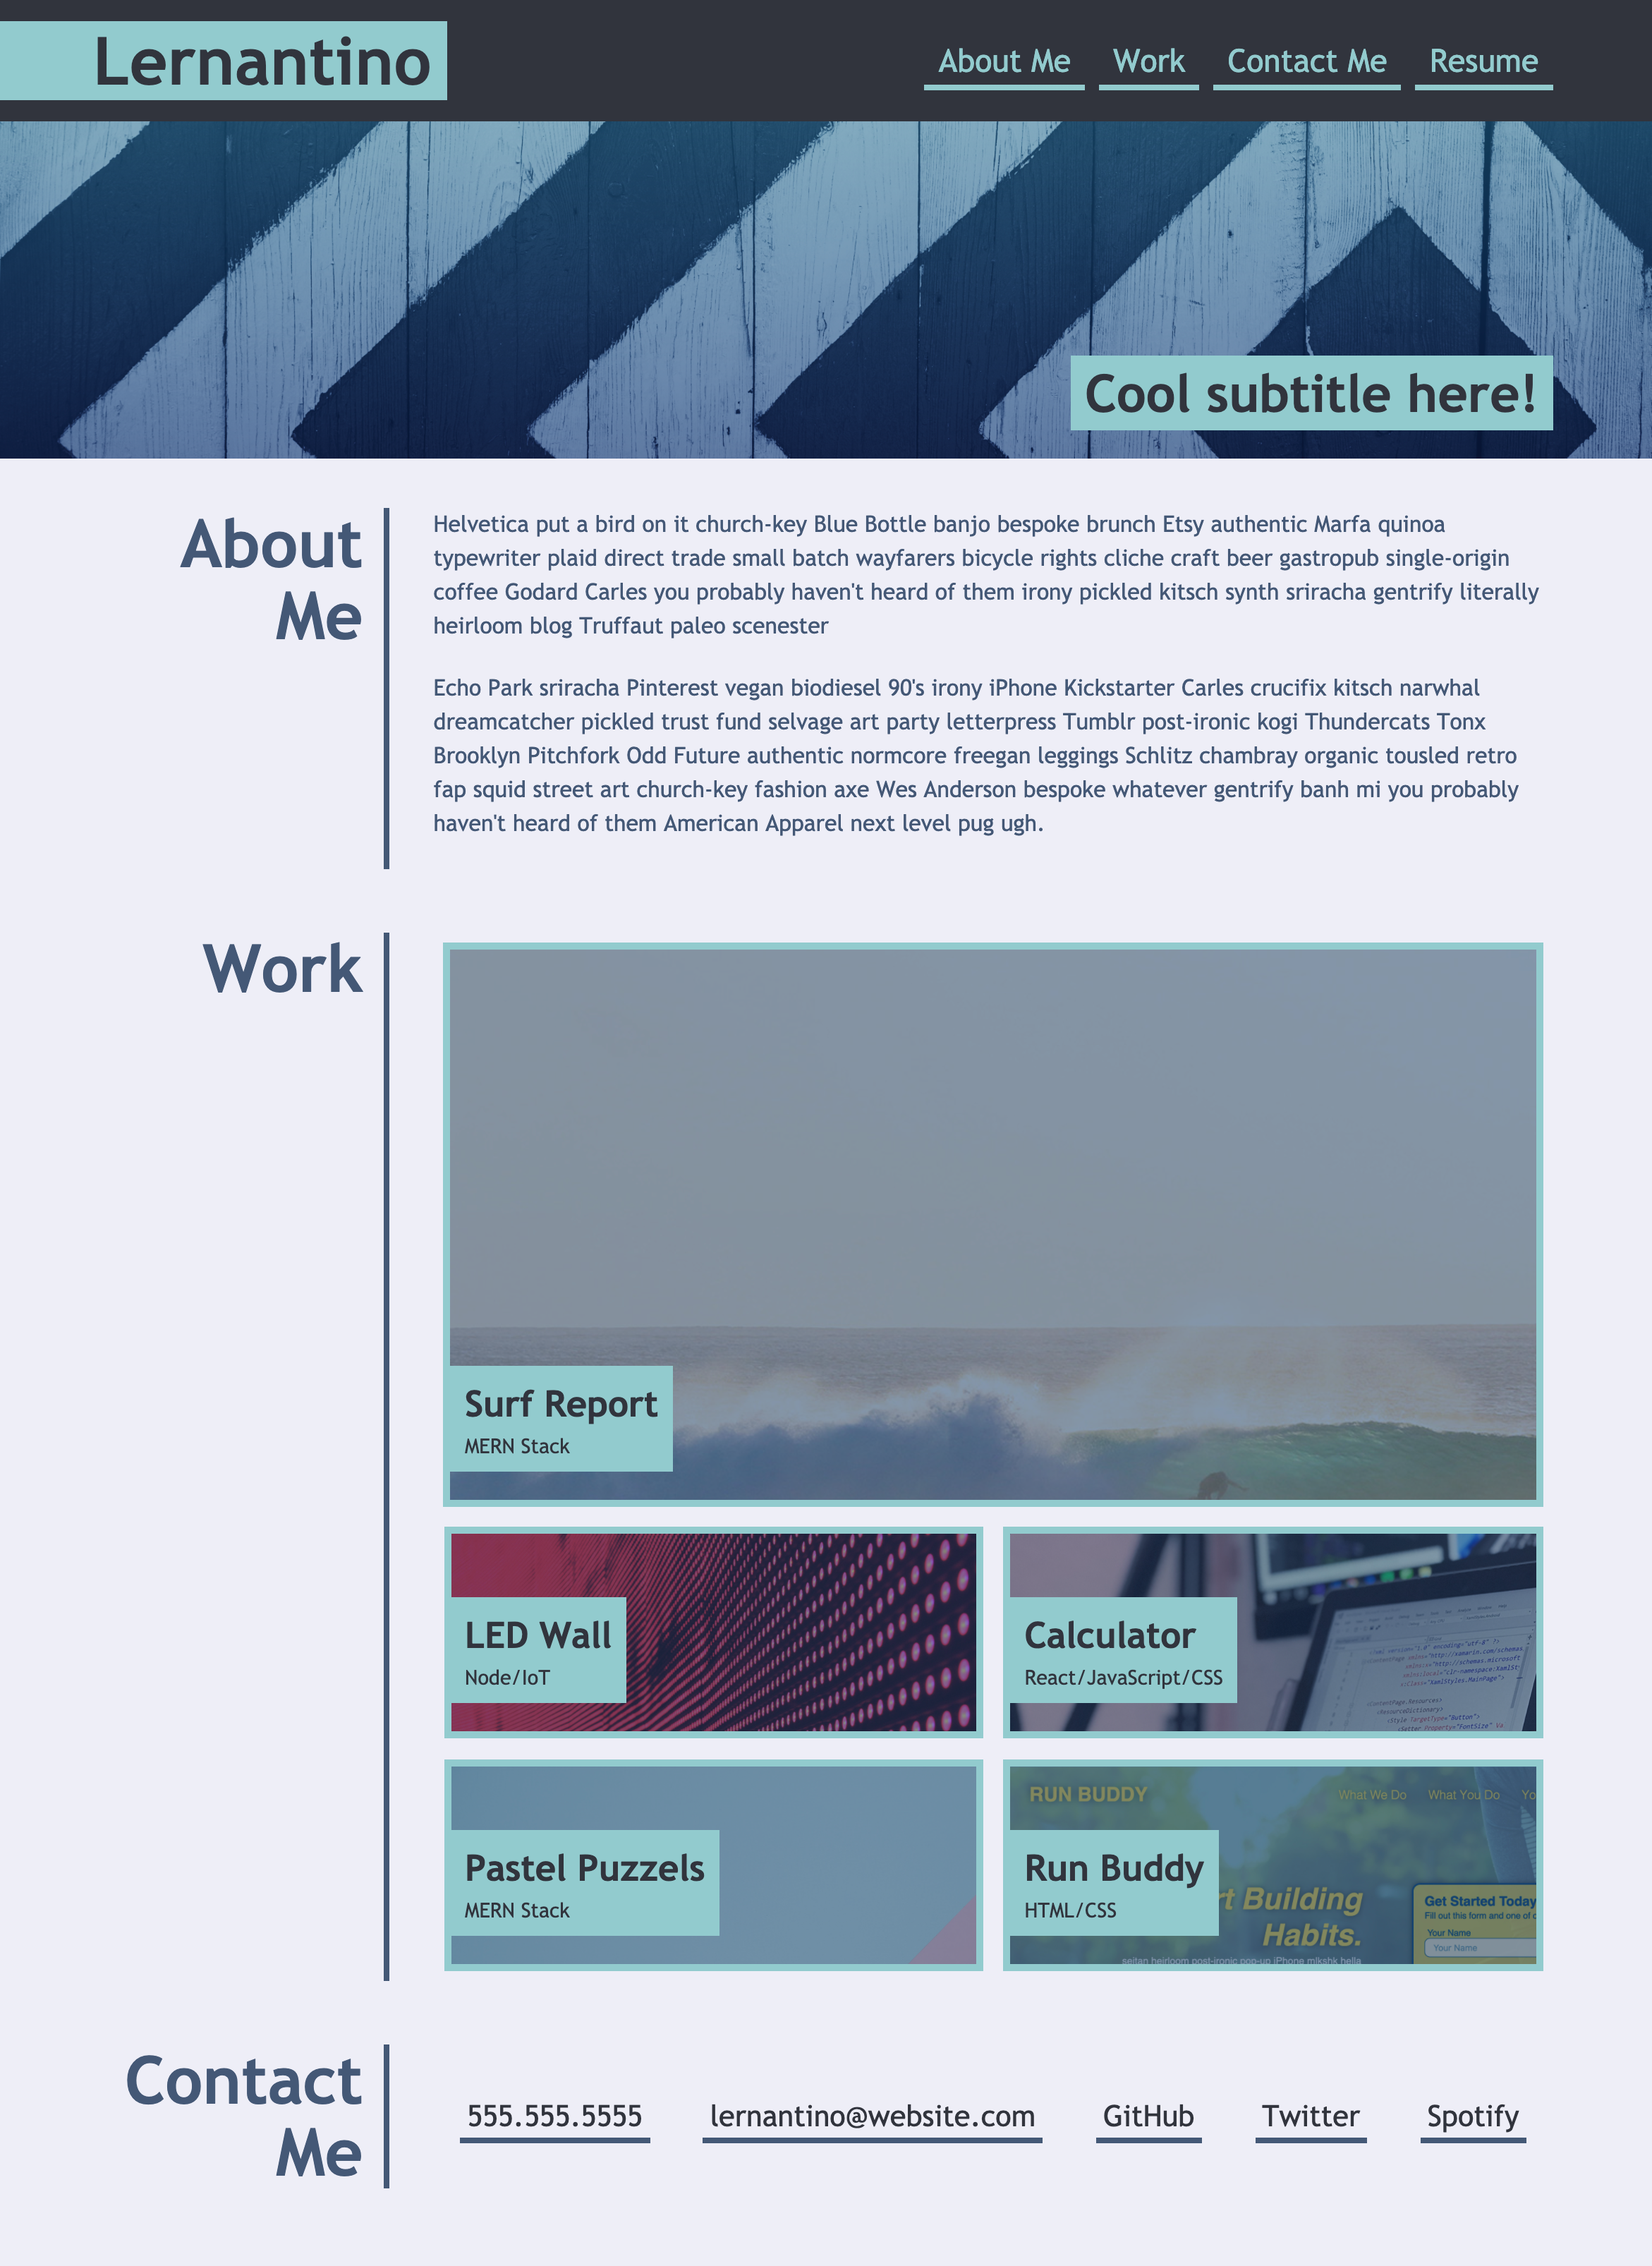 Lernantino
About Me
Work
Contact Me
Resume
Cool subtitle here!
About
Me
Helvetica put a bird on it church-key Blue Bottle banjo bespoke brunch Etsy authentic Marfa quinoa
typewriter plaid direct trade small batch wayfarers bicycle rights cliche craft beer gastropub single-origin
coffee Godard Carles you probably haven't heard of them irony pickled kitsch synth sriracha gentrify literally
heirloom blog Truffaut paleo scenester
Echo Park sriracha Pinterest vegan biodiesel 90's irony iPhone Kickstarter Carles crucifix kitsch narwhal
dreamcatcher pickled trust fund selvage art party letterpress Tumblr post-ironic kogi Thundercats Tonx
Brooklyn Pitchfork Odd Future authentic normcore freegan leggings Schlitz chambray organic tousled retro
fap squid street art church-key fashion axe Wes Anderson bespoke whatever gentrify banh mi you probably
haven't heard of them American Apparel next level pug ugh.
Work
Surf Report
MERN Stack
LED Wall
Node/IoT
Calculator
React/JavaScript/CSS
<?xml version="1.0" encoding="utf-8" ?>
Pastel Puzzels
MERN Stack
RUN BUDDY
What We Do
What You Do
Run Buddy
HTML/CSS
Building
Habits.
seitan heirloom post-ironic pop-up iPhone mlkshk hella
Get Started Today
Fill out this form and one of
Your Name
Your Name
Contact
Me
555.555.5555
lernantino@website.com
GitHub
Twitter
Spotify